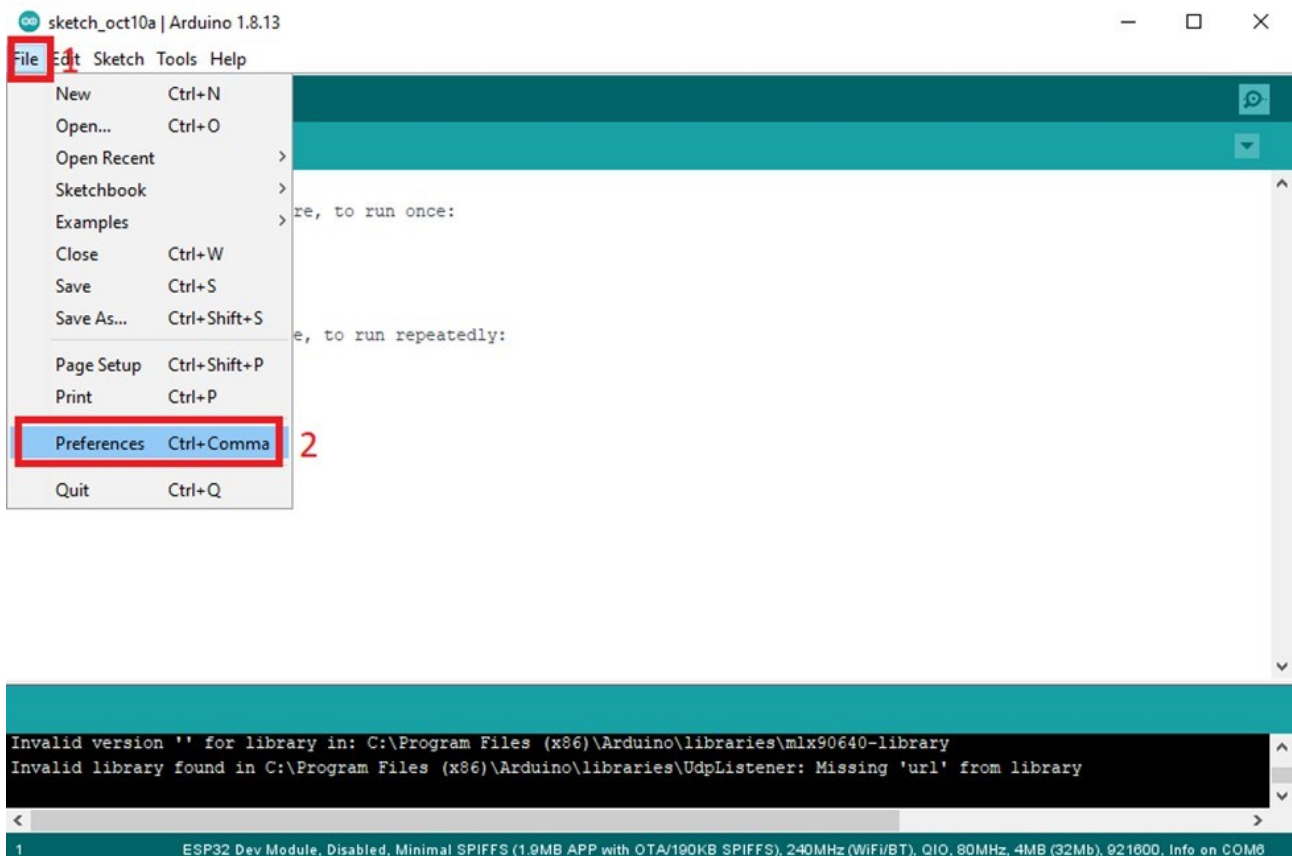 sketch_oct10a | Arduino 1.8.13
File Edit Sketch Tools Help
1
New Ctrl+N
Open... Ctrl+O
Open Recent
Sketchbook
Examples
re, to run once:
Close Ctrl+W
Save Ctrl+S
Save As... Ctrl+Shift+S
e, to run repeatedly:
Page Setup Ctrl+Shift+P
Print Ctrl+P
Preferences Ctrl+Comma
2
Quit Ctrl+Q
Invalid version '' for library in: C:\Program Files (x86)\Arduino\libraries\mlx90640-library
Invalid library found in C:\Program Files (x86)\Arduino\libraries\UdpListener: Missing 'url' from library
1 ESP32 Dev Module, Disabled, Minimal SPIFFS (1.9MB APP with OTA/190KB SPIFFS), 240MHz (WiFi/BT), QIO, 80MHz, 4MB (32Mb), 921600, Info on COM6